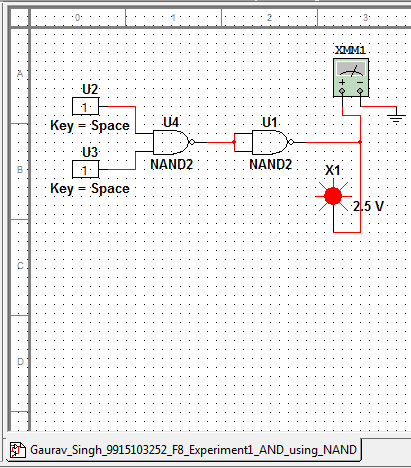 0 1 2 3
XMM1
A
U2
1
Key = Space
U4
U1
U3
B
NAND2
NAND2
1
Key = Space
X1
2.5 V
C
D
Gaurav_Singh_9915103252_F8_Experiment1_AND_using_NAND